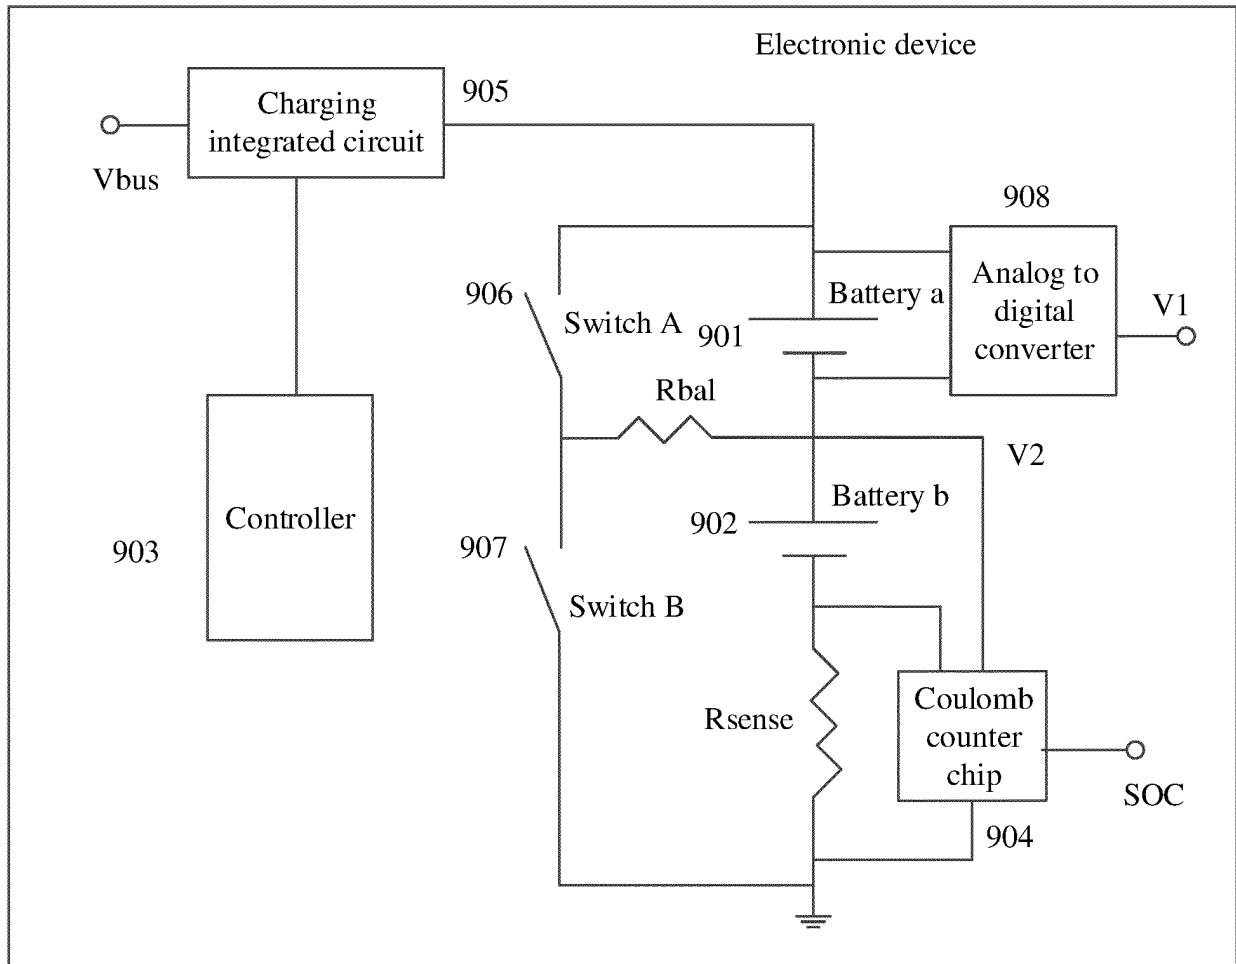 Electronic device
Charging
integrated circuit
905
Vbus
908
Analog to
digital
converter
V1
906
Switch A
Battery a
901
Rbal
V2
Controller
903
Battery b
902
907
Switch B
Rsense
Coulomb
counter
chip
SOC
904